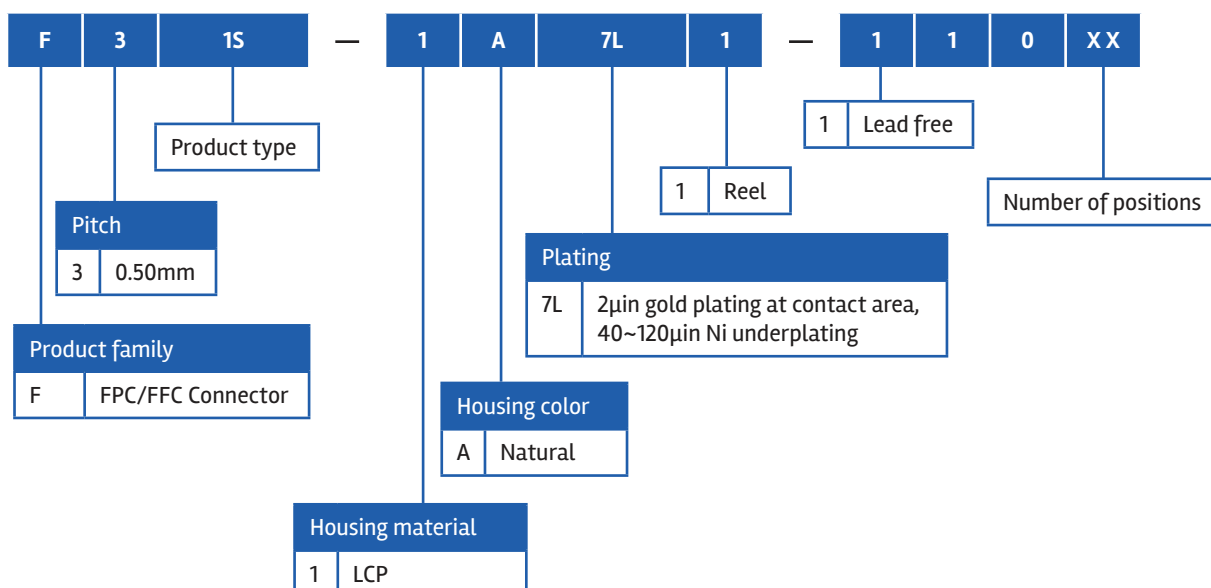 F 3 1S — 1 A 7L 1 — 1 1 0 X X
1 Lead free
Product type
1 Reel
Number of positions
Pitch
3 0.50mm
Plating
7L 2μin gold plating at contact area,
40~120μin Ni underplating
Product family
F FPC/FFC Connector
Housing color
A Natural
Housing material
1 LCP